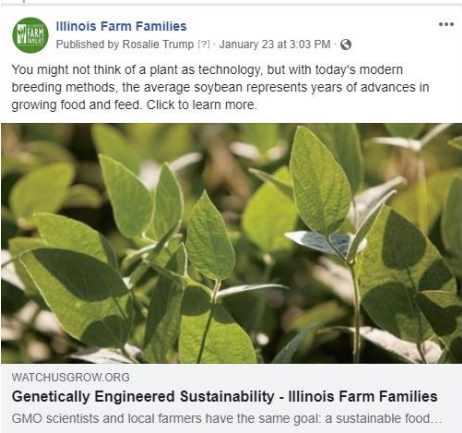 ILLINOIS
FARM
FAMILIES
Illinois Farm Families
Published by Rosalie Trump [?] · January 23 at 3:03 PM ·
You might not think of a plant as technology, but with today's modern
breeding methods, the average soybean represents years of advances in
growing food and feed. Click to learn more.
WATCHUSGROW.ORG
Genetically Engineered Sustainability - Illinois Farm Families
GMO scientists and local farmers have the same goal: a sustainable food...